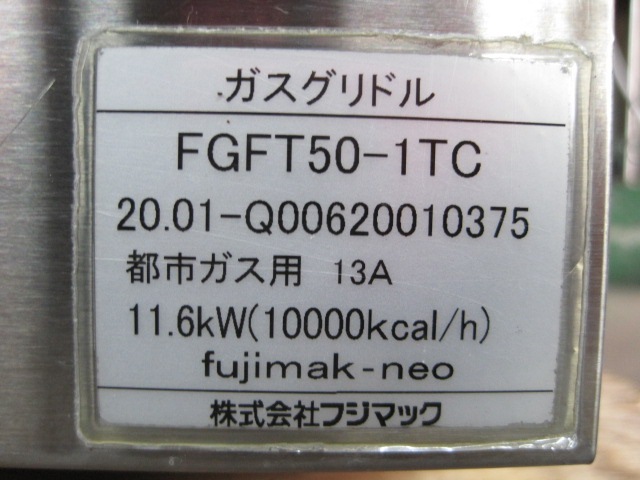 ガスグリドル
FGFT50-1TC
20.01-Q00620010375
都市ガス用 13A
11.6kW(10000kcal/h)
fujimak-neo
株式会社フジマック